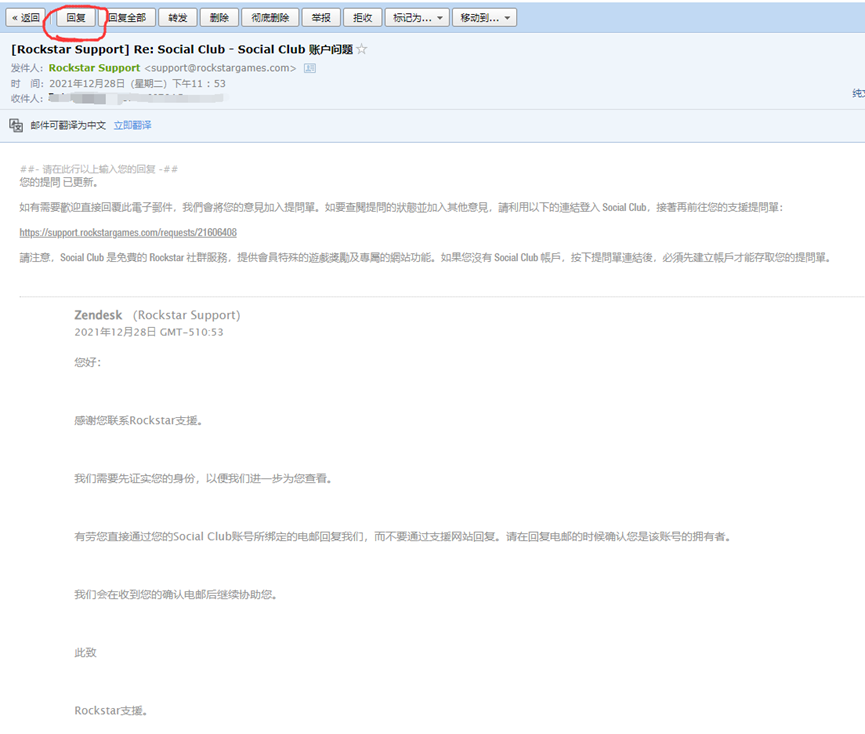 « 返回 回复 回复全部 转发 删除 彻底删除 举报 拒收 标记为... 移动到...
[Rockstar Support] Re: Social Club - Social Club 账户问题 ☆
发件人: Rockstar Support <support@rockstargames.com>
时 间: 2021年12月28日 (星期二) 下午11:53
收件人: 
纯文
邮件可翻译为中文 立即翻译
##- 请在此行以上输入您的回复 -##
您的提问 已更新。
如有需要歡迎直接回覆此電子郵件，我們會將您的意見加入提問單。如要查閱提問的狀態並加入其他意見，請利用以下的連結登入 Social Club，接著再前往您的支援提問單：
https://support.rockstargames.com/requests/21606408
請注意，Social Club 是免費的 Rockstar 社群服務，提供會員特殊的遊戲獎勵及專屬的網站功能。如果您沒有 Social Club 帳戶，按下提問單連結後，必須先建立帳戶才能存取您的提問單。
Zendesk (Rockstar Support)
2021年12月28日 GMT-510:53
您好：
感谢您联系Rockstar支援。
我们需要先证实您的身份，以便我们进一步为您查看。
有劳您直接通过您的Social Club账号所绑定的电邮回复我们，而不要通过支援网站回复。请在回复电邮的时候确认您是该账号的拥有者。
我们会在收到您的确认电邮后继续协助您。
此致
Rockstar支援。